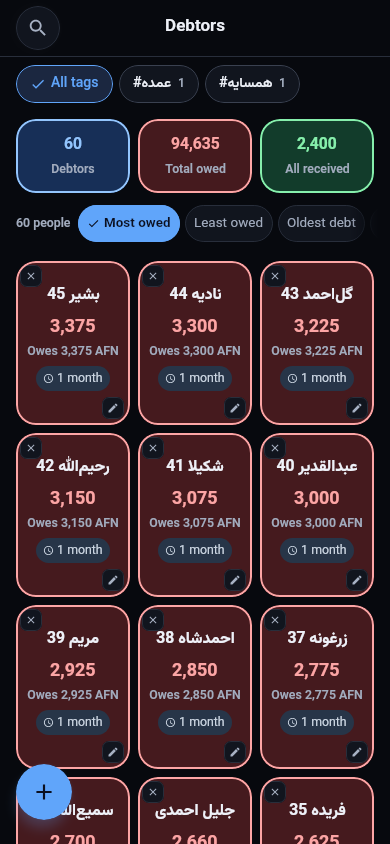 Debtors
All tags
#عمده 1
#همسایه 1
60
Debtors
94,635
Total owed
2,400
All received
60 people
Most owed
Least owed
Oldest debt
بشیر 45
3,375
Owes 3,375 AFN
1 month
نادیه 44
3,300
Owes 3,300 AFN
1 month
گل‌احمد 43
3,225
Owes 3,225 AFN
1 month
رحیم‌الله 42
3,150
Owes 3,150 AFN
1 month
شکیلا 41
3,075
Owes 3,075 AFN
1 month
عبدالقدیر 40
3,000
Owes 3,000 AFN
1 month
مریم 39
2,925
Owes 2,925 AFN
1 month
احمدشاه 38
2,850
Owes 2,850 AFN
1 month
زرغونه 37
2,775
Owes 2,775 AFN
1 month
2,700
جلیل احمدی
2,660
فریده 35
2,625